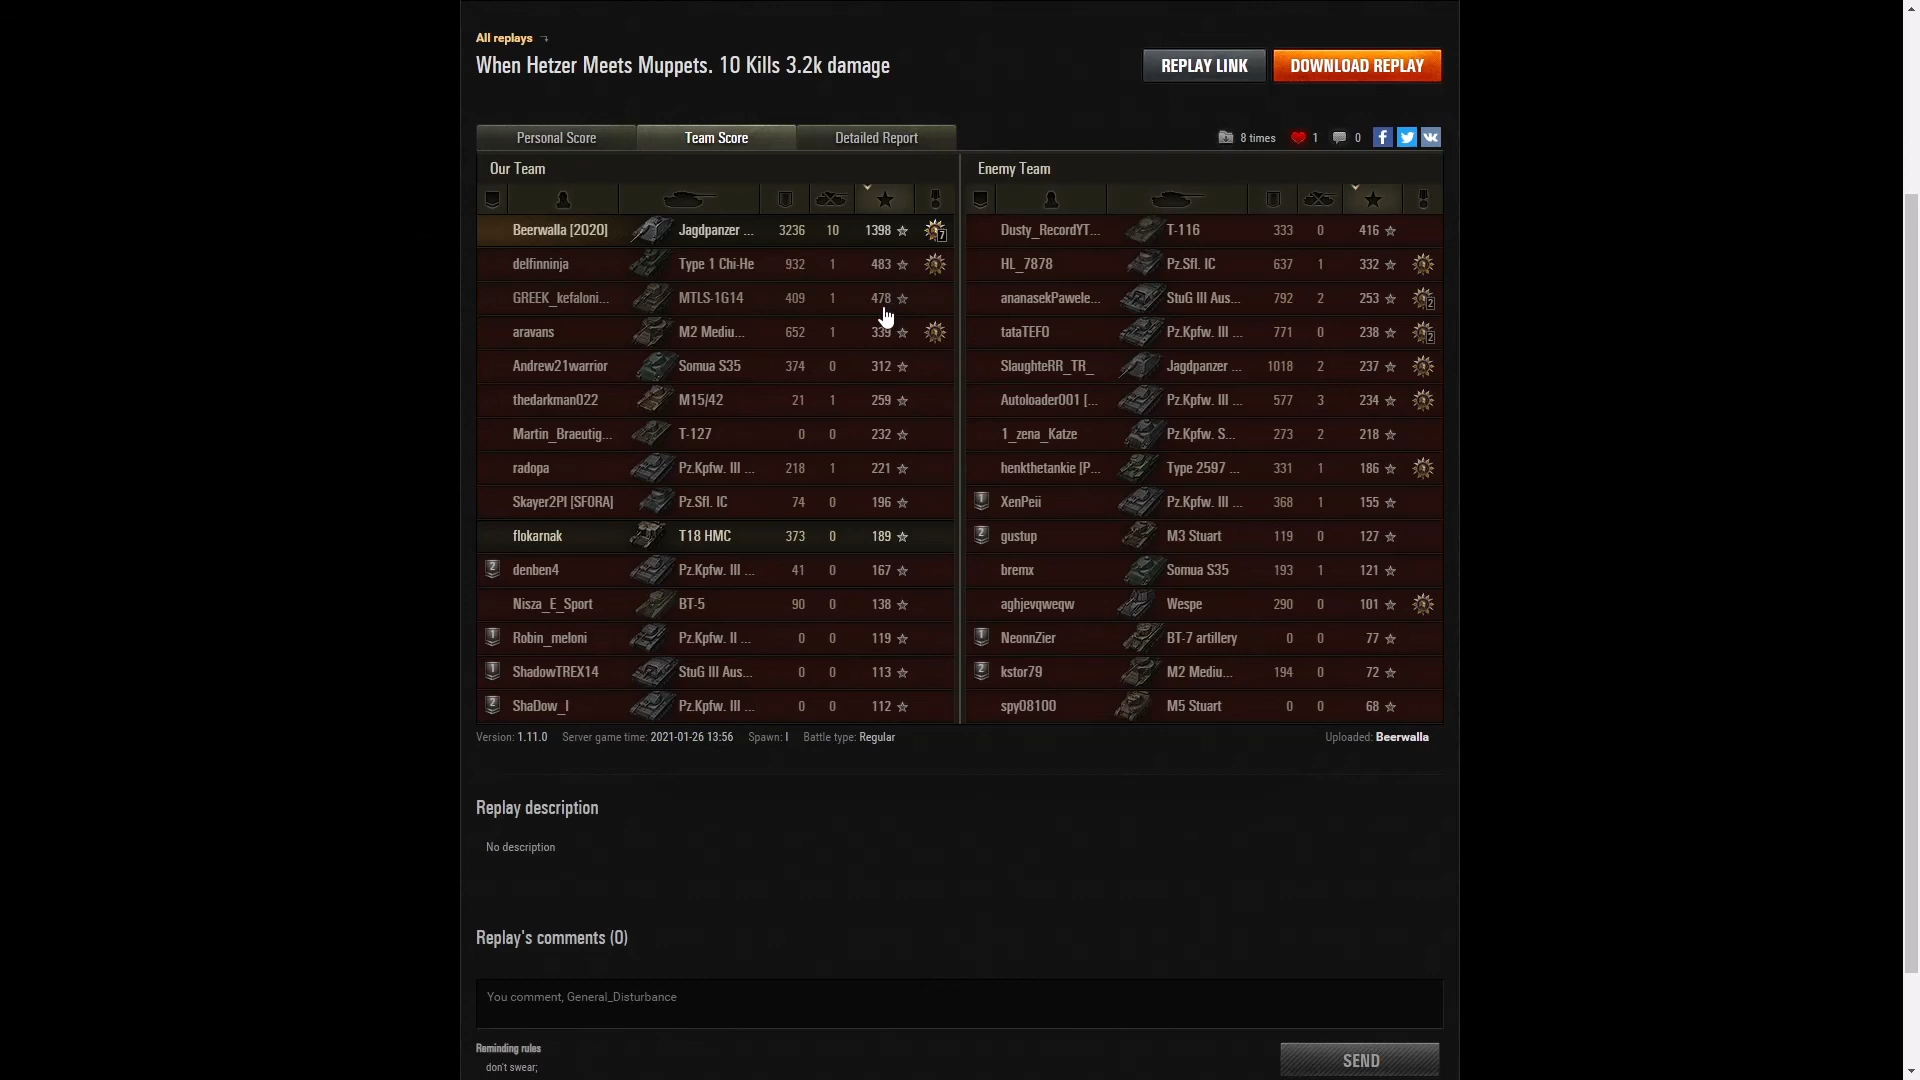 All replays
When Hetzer Meets Muppets. 10 Kills 3.2k damage
REPLAY LINK
DOWNLOAD REPLAY
Personal Score
Team Score
Detailed Report
8 times
1
0
Our Team
Enemy Team
Beerwalla [2020] Jagdpanzer ... 3236 10 1398 7
Dusty_RecordYT... T-116 333 0 416
delfinninja Type 1 Chi-He 932 1 483
HL_7878 Pz.Sfl. IC 637 1 332
GREEK_kefaloni... MTLS-1G14 409 1 478
ananasekPawele... StuG III Aus... 792 2 253 2
aravans M2 Mediu... 652 1 339
tataTEFO Pz.Kpfw. III ... 771 0 238 2
Andrew21warrior Somua S35 374 0 312
SlaughteRR_TR_ Jagdpanzer ... 1018 2 237
thedarkman022 M15/42 21 1 259
Autoloader001 [... Pz.Kpfw. III ... 577 3 234
Martin_Braeutig... T-127 0 0 232
1_zena_Katze Pz.Kpfw. S... 273 2 218
radopa Pz.Kpfw. III ... 218 1 221
henkthetankie [P... Type 2597 ... 331 1 186
Skayer2Pl [SFORA] Pz.Sfl. IC 74 0 196
1 XenPeii Pz.Kpfw. III ... 368 1 155
flokarnak T18 HMC 373 0 189
2 gustup M3 Stuart 119 0 127
2 denben4 Pz.Kpfw. III ... 41 0 167
bremx Somua S35 193 1 121
Nisza_E_Sport BT-5 90 0 138
aghjevqweqw Wespe 290 0 101
1 Robin_meloni Pz.Kpfw. II ... 0 0 119
1 NeonnZier BT-7 artillery 0 0 77
1 ShadowTREX14 StuG III Aus... 0 0 113
2 kstor79 M2 Mediu... 194 0 72
2 ShaDow_I Pz.Kpfw. III ... 0 0 112
spy08100 M5 Stuart 0 0 68
Version: 1.11.0 Server game time: 2021-01-26 13:56 Spawn: I Battle type: Regular
Uploaded: Beerwalla
Replay description
No description
Replay's comments (0)
You comment, General_Disturbance
Reminding rules
don't swear;
SEND